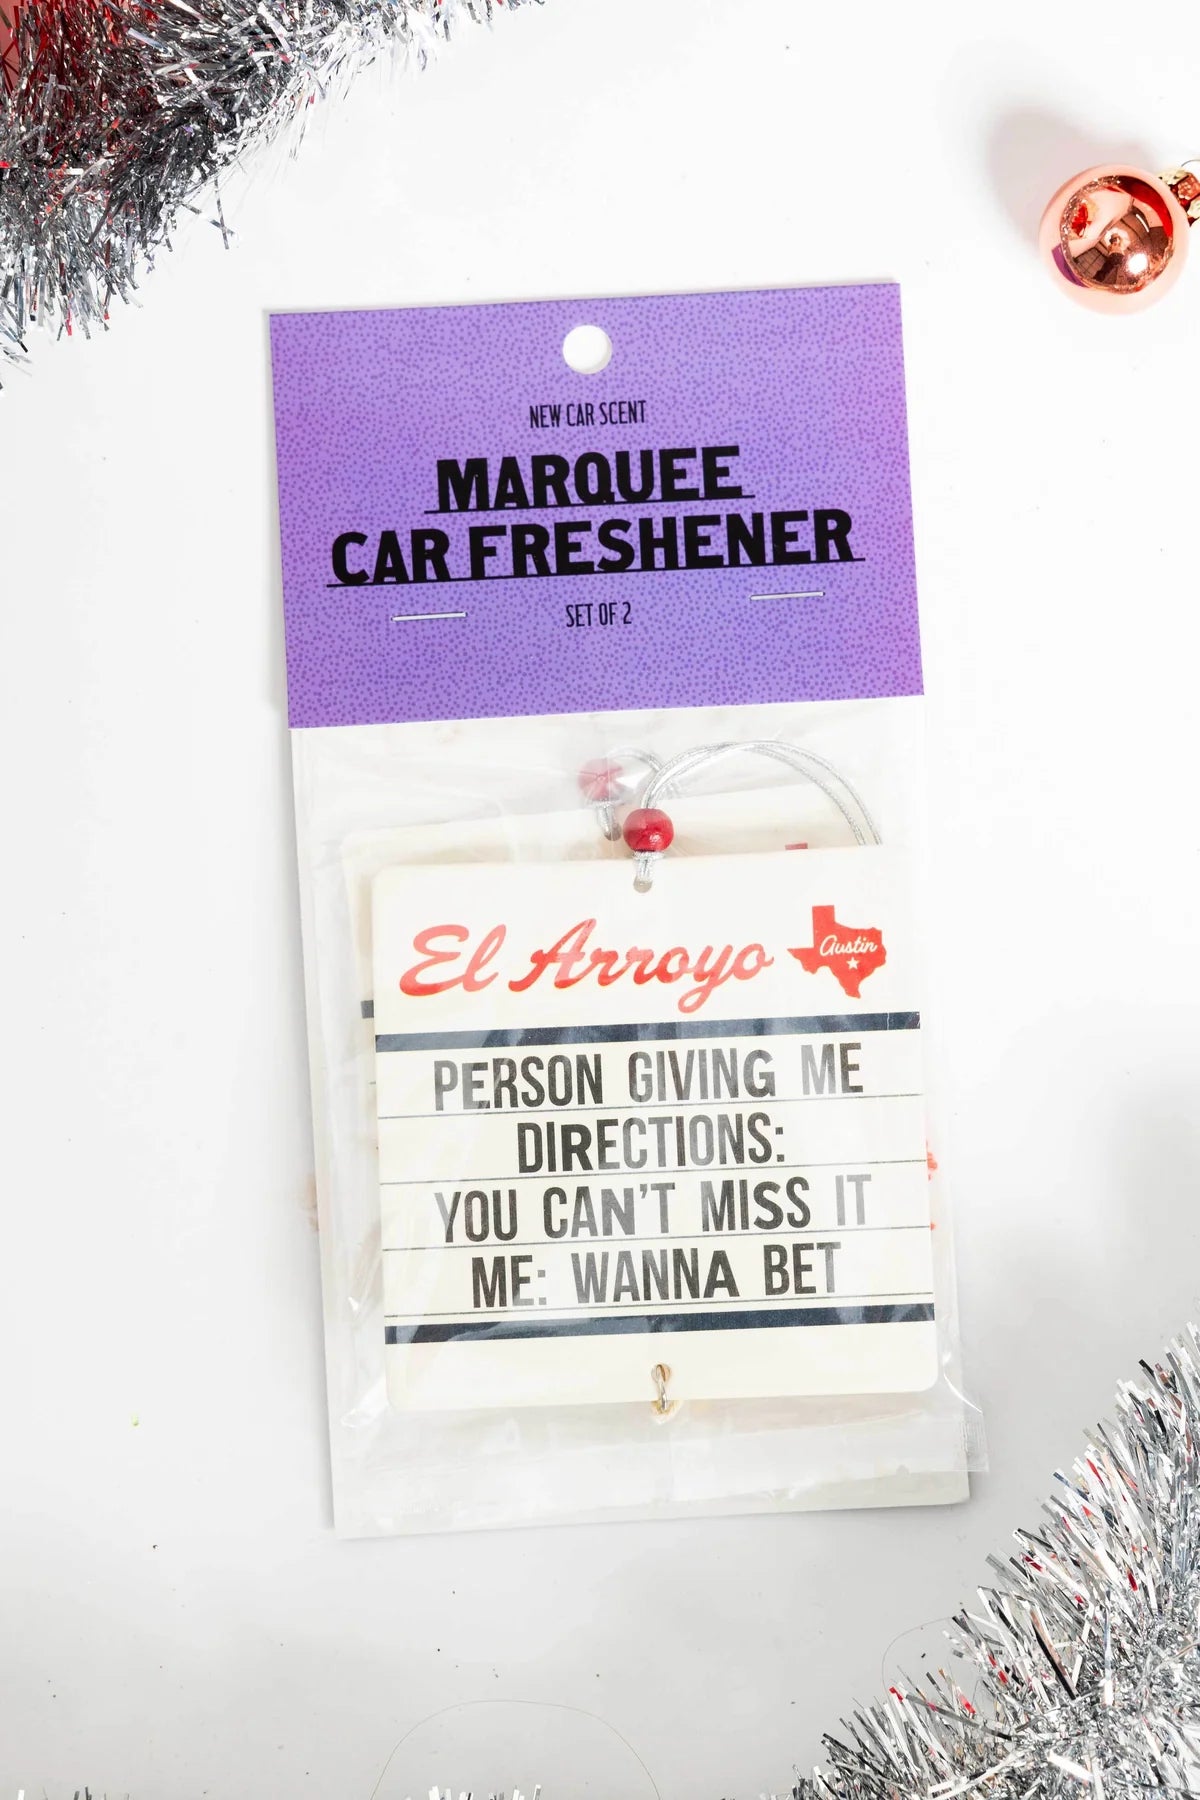 NEW CAR SCENT
MARQUEE
CAR FRESHENER
SET OF 2
El Arroyo Austin
PERSON GIVING ME
DIRECTIONS:
YOU CAN'T MISS IT
ME: WANNA BET